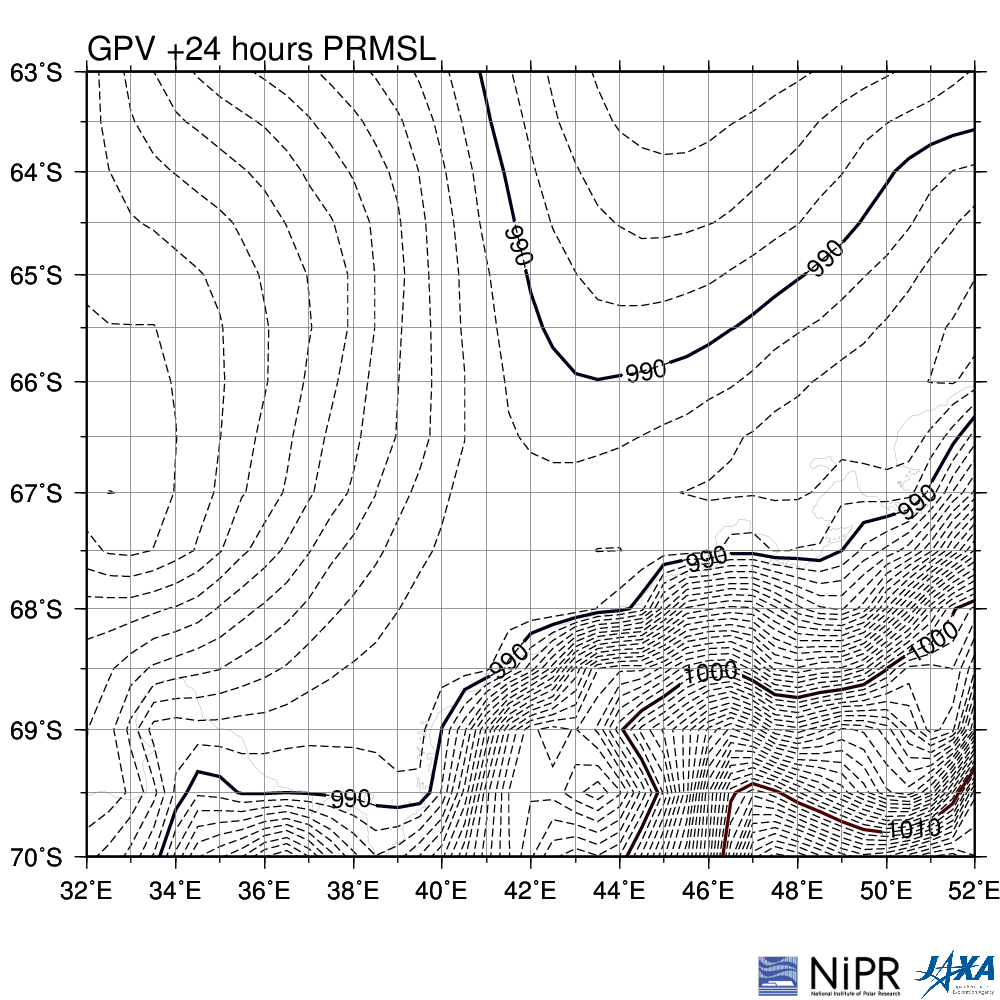 GPV +24 hours PRMSL
63˚S
64˚S
990
990
65˚S
990
66˚S
67˚S
990
990
68˚S
1000
990
1000
69˚S
990
1010
70˚S
32˚E 34˚E 36˚E 38˚E 40˚E 42˚E 44˚E 46˚E 48˚E 50˚E 52˚E
NiPR
National Institute of Polar Research
JAXA
Japan Aerospace
Exploration Agency